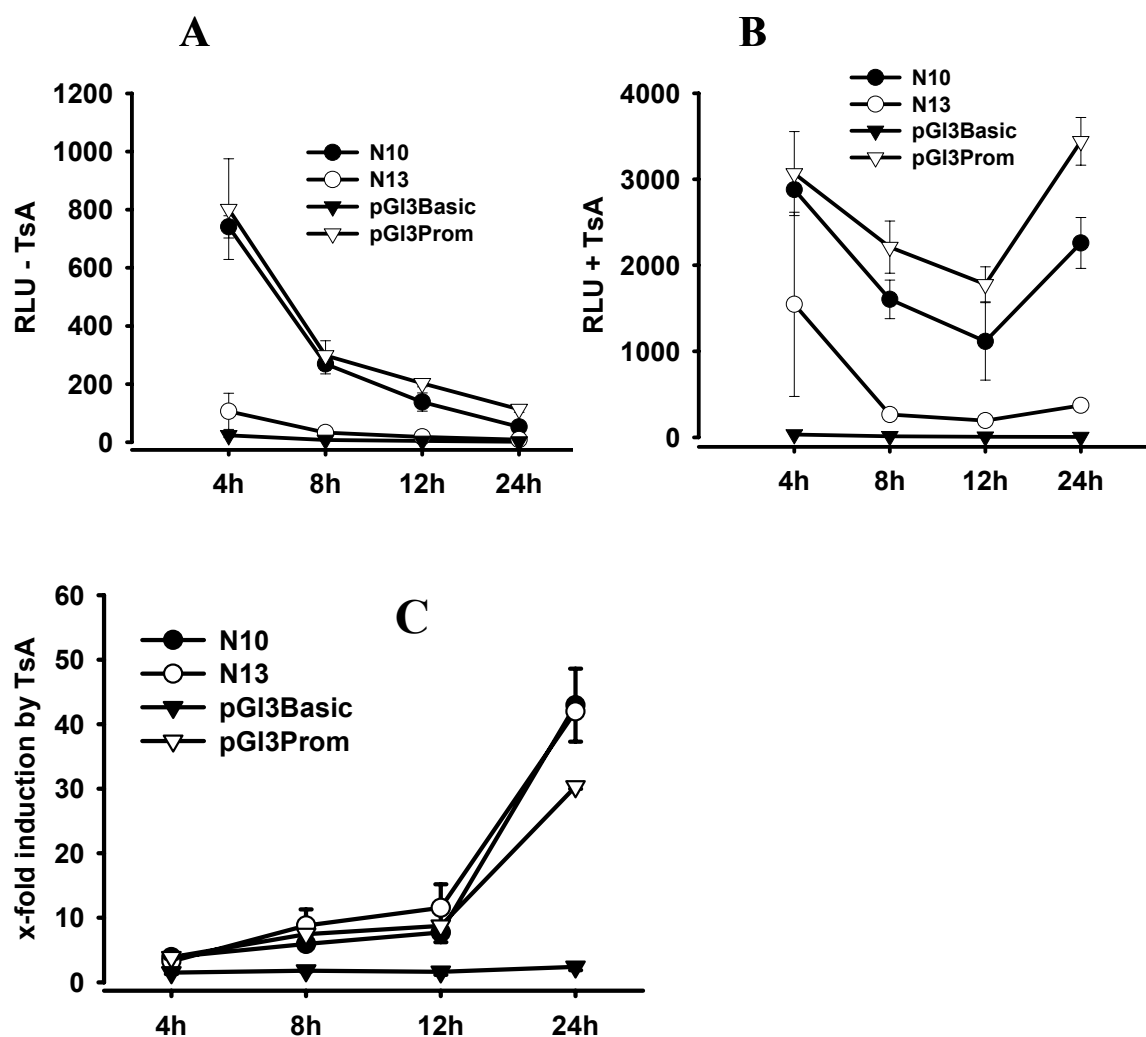 A
RLU - TsA
1200
1000
800
600
400
200
0
N10
N13
pGl3Basic
pGl3Prom
4h 8h 12h 24h
B
RLU + TsA
4000
3000
2000
1000
0
N10
N13
pGl3Basic
pGl3Prom
4h 8h 12h 24h
C
x-fold induction by TsA
60
50
40
30
20
10
0
N10
N13
pGl3Basic
pGl3Prom
4h 8h 12h 24h